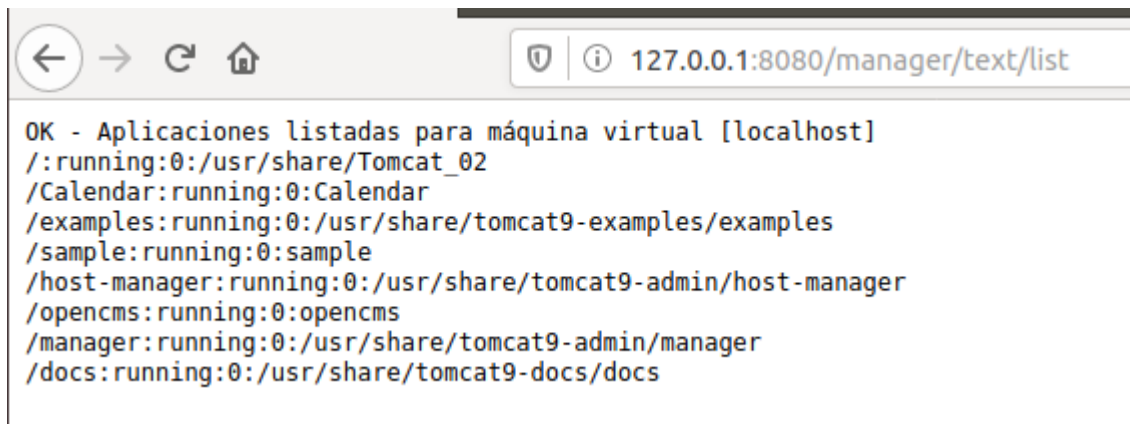 127.0.0.1:8080/manager/text/list
OK - Aplicaciones listadas para máquina virtual [localhost]
/:running:0:/usr/share/Tomcat_02
/Calendar:running:0:Calendar
/examples:running:0:/usr/share/tomcat9-examples/examples
/sample:running:0:sample
/host-manager:running:0:/usr/share/tomcat9-admin/host-manager
/opencms:running:0:opencms
/manager:running:0:/usr/share/tomcat9-admin/manager
/docs:running:0:/usr/share/tomcat9-docs/docs